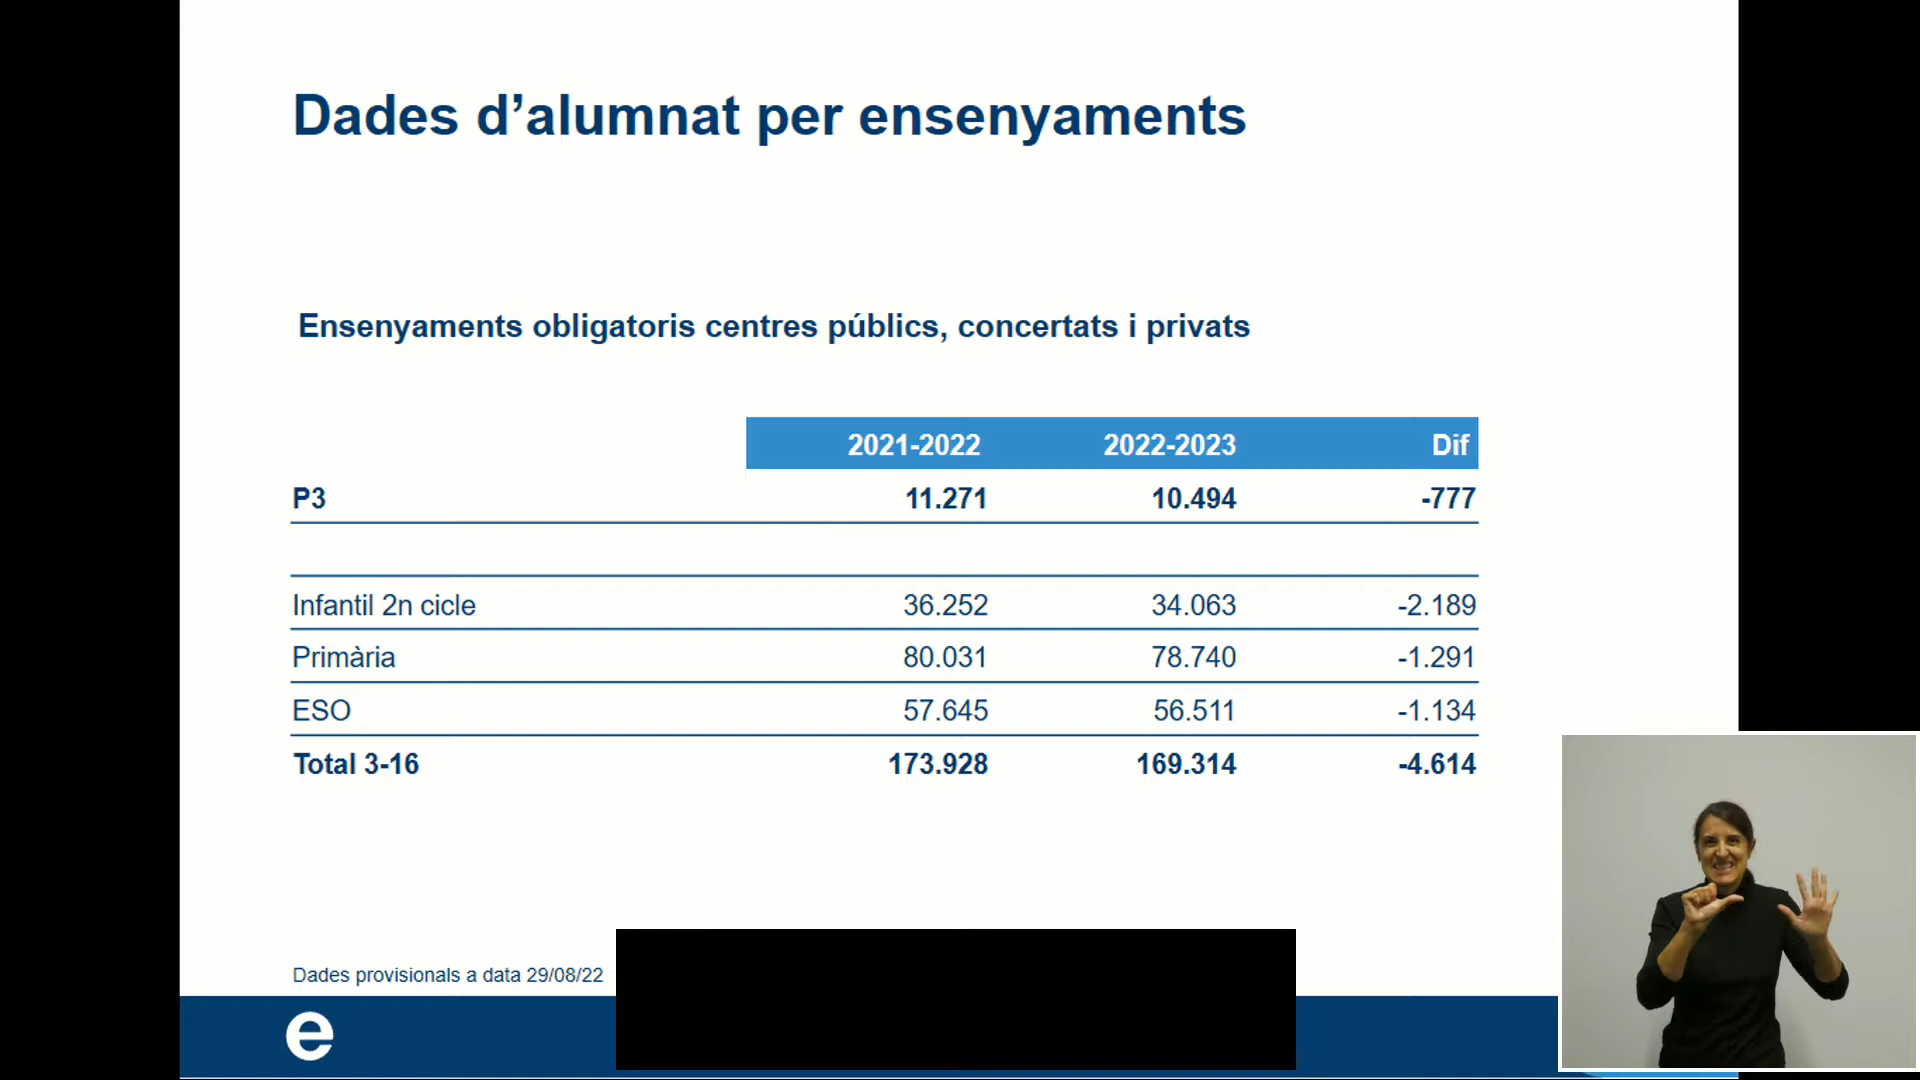 Dades d’alumnat per ensenyaments
Ensenyaments obligatoris centres públics, concertats i privats
2021-2022 2022-2023 Dif
P3 11.271 10.494 -777
Infantil 2n cicle 36.252 34.063 -2.189
Primària 80.031 78.740 -1.291
ESO 57.645 56.511 -1.134
Total 3-16 173.928 169.314 -4.614
Dades provisionals a data 29/08/22
e